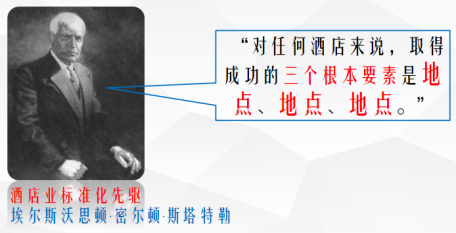 “对任何酒店来说，取得
成功的三个根本要素是地
点、地点、地点。”
酒店业标准化先驱
埃尔斯沃思顿·密尔顿·斯塔特勒